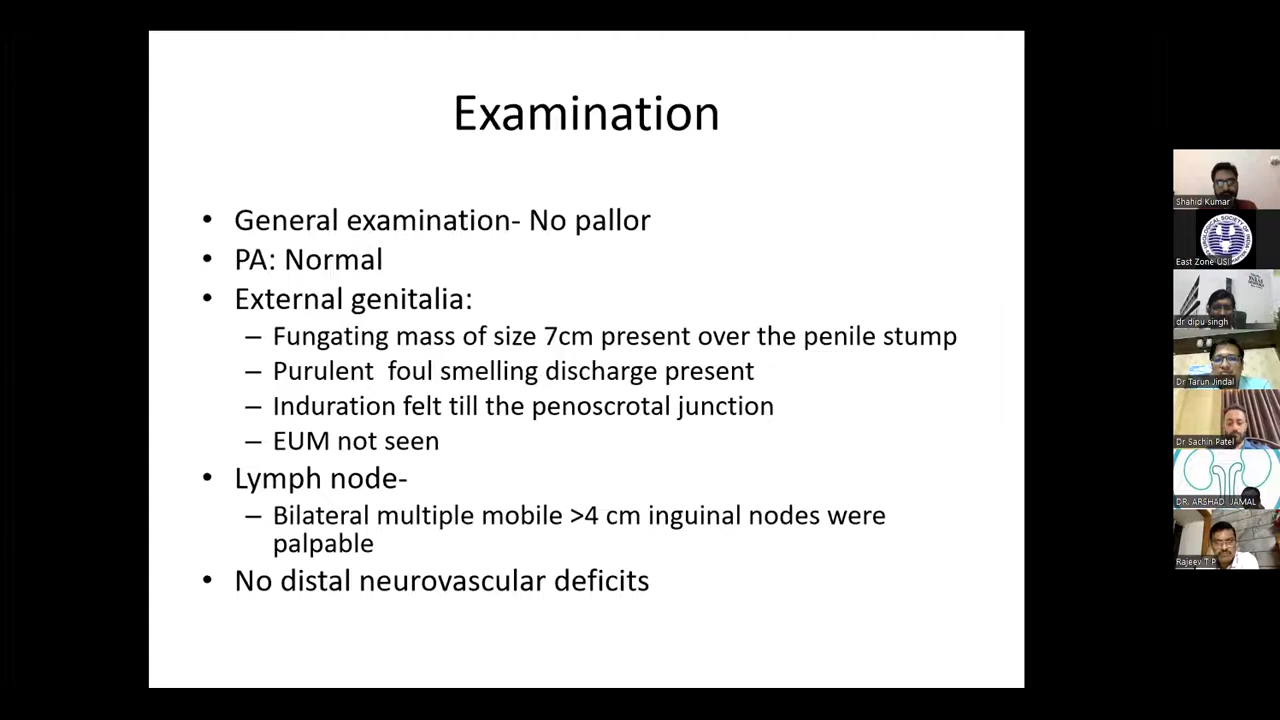 Examination
• General examination- No pallor
• PA: Normal
• External genitalia:
– Fungating mass of size 7cm present over the penile stump
– Purulent foul smelling discharge present
– Induration felt till the penoscrotal junction
– EUM not seen
• Lymph node-
– Bilateral multiple mobile >4 cm inguinal nodes were
palpable
• No distal neurovascular deficits
Shahid Kumar
East Zone USI
dr dipu singh
Dr Tarun Jindal
Dr Sachin Patel
DR. ARSHAD JAMAL
Rajeev T P